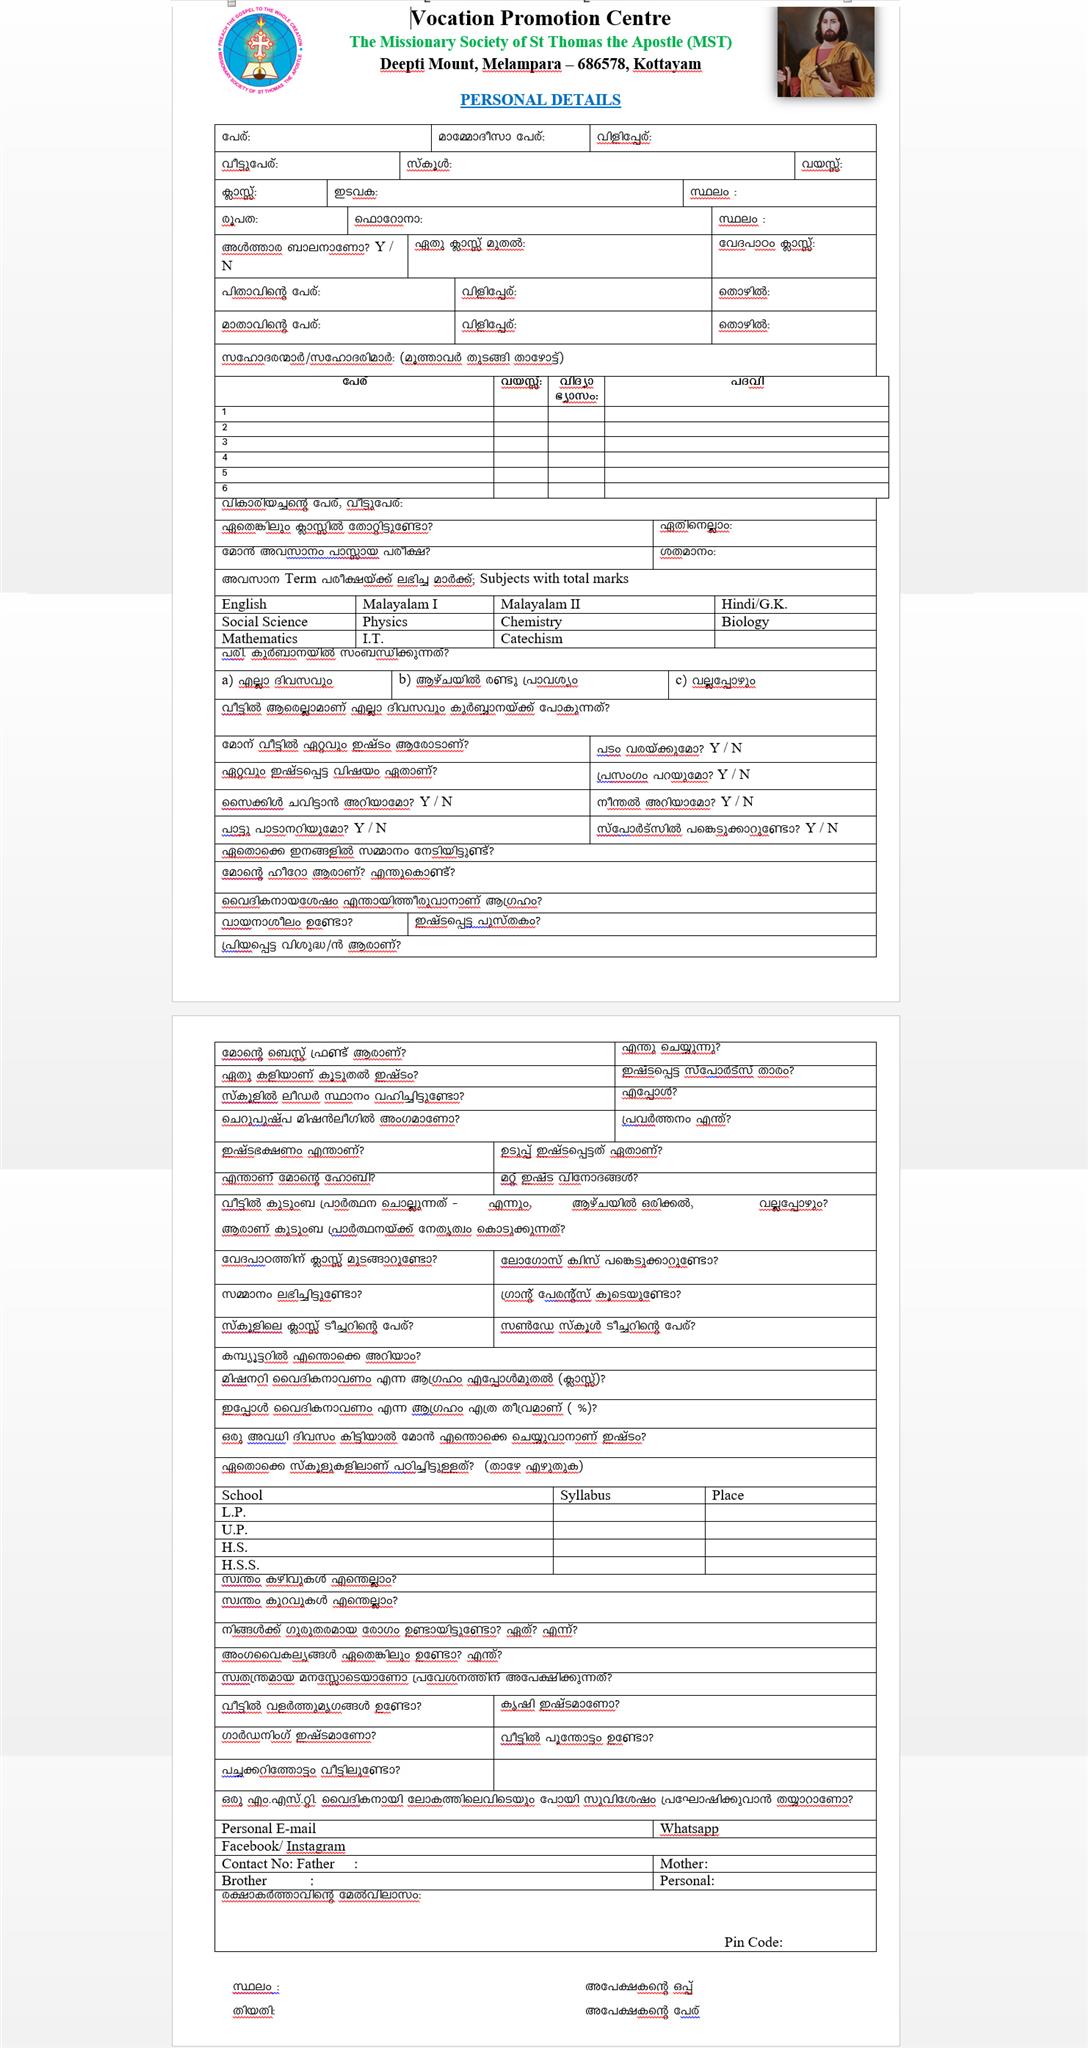 Vocation Promotion Centre
The Missionary Society of St Thomas the Apostle (MST)
Deepti Mount, Melampara – 686578, Kottayam
PREACH THE GOSPEL TO THE WHOLE CREATION
MISSIONARY SOCIETY OF ST THOMAS THE APOSTLE
PERSONAL DETAILS
പേര്: മാമ്മോദീസാ പേര്: വിളിപ്പേര്:
വീട്ടുപേര്: സ്കൂൾ: വയസ്സ്:
ക്ലാസ്സ്: ഇടവക: സ്ഥലം :
രൂപത: ഫൊറോനാ: സ്ഥലം :
അൾത്താര ബാലനാണോ? Y / ഏതു ക്ലാസ്സ് മുതൽ: വേദപാഠം ക്ലാസ്സ്:
N
പിതാവിന്റെ പേര്: വിളിപ്പേര്: തൊഴിൽ:
മാതാവിന്റെ പേര്: വിളിപ്പേര്: തൊഴിൽ:
സഹോദരന്മാർ/സഹോദരിമാർ: (മൂത്തവർ തുടങ്ങി താഴോട്ട്)
പേര് വയസ്സ്: വിദ്യാ പദവി
ഭ്യാസം:
1
2
3
4
5
6
വികാരിയച്ചന്റെ പേര്, വീട്ടുപേര്:
ഏതെങ്കിലും ക്ലാസ്സിൽ തോറ്റിട്ടുണ്ടോ? ഏതിനെല്ലാം:
മോൻ അവസാനം പാസ്സായ പരീക്ഷ? ശതമാനം:
അവസാന Term പരീക്ഷയ്ക്ക് ലഭിച്ച മാർക്ക്; Subjects with total marks
English Malayalam I Malayalam II Hindi/G.K.
Social Science Physics Chemistry Biology
Mathematics I.T. Catechism
പരി. കുർബാനയിൽ സംബന്ധിക്കുന്നത്?
a) എല്ലാ ദിവസവും b) ആഴ്ചയിൽ രണ്ടു പ്രാവശ്യം c) വല്ലപ്പോഴും
വീട്ടിൽ ആരെല്ലാമാണ് എല്ലാ ദിവസവും കുർബ്ബാനയ്ക്ക് പോകുന്നത്?
മോന് വീട്ടിൽ ഏറ്റവും ഇഷ്ടം ആരോടാണ്? പടം വരയ്ക്കുമോ? Y / N
ഏറ്റവും ഇഷ്ടപ്പെട്ട വിഷയം ഏതാണ്? പ്രസംഗം പറയുമോ? Y / N
സൈക്കിൾ ചവിട്ടാൻ അറിയാമോ? Y / N നീന്തൽ അറിയാമോ? Y / N
പാട്ടു പാടാനറിയുമോ? Y / N സ്പോർട്സിൽ പങ്കെടുക്കാറുണ്ടോ? Y / N
ഏതൊക്കെ ഇനങ്ങളിൽ സമ്മാനം നേടിയിട്ടുണ്ട്?
മോന്റെ ഹീറോ ആരാണ്? എന്തുകൊണ്ട്?
വൈദികനായശേഷം എന്തായിത്തീരുവാനാണ് ആഗ്രഹം?
വായനാശീലം ഉണ്ടോ? ഇഷ്ടപ്പെട്ട പുസ്തകം?
പ്രിയപ്പെട്ട വിശുദ്ധ/ൻ ആരാണ്?
മോന്റെ ബെസ്റ്റ് ഫ്രണ്ട് ആരാണ്? എന്തു ചെയ്യുന്നു?
ഏതു കളിയാണ് കൂടുതൽ ഇഷ്ടം? ഇഷ്ടപ്പെട്ട സ്പോർട്സ് താരം?
സ്കൂളിൽ ലീഡർ സ്ഥാനം വഹിച്ചിട്ടുണ്ടോ? എപ്പോൾ?
ചെറുപുഷ്പ മിഷൻലീഗിൽ അംഗമാണോ? പ്രവർത്തനം എന്ത്?
ഇഷ്ടഭക്ഷണം എന്താണ്? ഉടുപ്പ് ഇഷ്ടപ്പെട്ടത് ഏതാണ്?
എന്താണ് മോന്റെ ഹോബി? മറ്റ് ഇഷ്ട വിനോദങ്ങൾ?
വീട്ടിൽ കുടുംബ പ്രാർത്ഥന ചൊല്ലുന്നത് – എന്നും, ആഴ്ചയിൽ ഒരിക്കൽ, വല്ലപ്പോഴും?
ആരാണ് കുടുംബ പ്രാർത്ഥനയ്ക്ക് നേതൃത്വം കൊടുക്കുന്നത്?
വേദപാഠത്തിന് ക്ലാസ്സ് മുടങ്ങാറുണ്ടോ? ലോഗോസ് ക്വിസ് പങ്കെടുക്കാറുണ്ടോ?
സമ്മാനം ലഭിച്ചിട്ടുണ്ടോ? ഗ്രാന്റ് പേരന്റ്സ് കൂടെയുണ്ടോ?
സ്കൂളിലെ ക്ലാസ്സ് ടീച്ചറിന്റെ പേര്? സൺഡേ സ്കൂൾ ടീച്ചറിന്റെ പേര്?
കമ്പ്യൂട്ടറിൽ എന്തൊക്കെ അറിയാം?
മിഷനറി വൈദികനാവണം എന്ന ആഗ്രഹം എപ്പോൾമുതൽ (ക്ലാസ്സ്)?
ഇപ്പോൾ വൈദികനാവണം എന്ന ആഗ്രഹം എത്ര തീവ്രമാണ് ( %)?
ഒരു അവധി ദിവസം കിട്ടിയാൽ മോൻ എന്തൊക്കെ ചെയ്യുവാനാണ് ഇഷ്ടം?
ഏതൊക്കെ സ്കൂളുകളിലാണ് പഠിച്ചിട്ടുള്ളത്? (താഴേ എഴുതുക)
School Syllabus Place
L.P.
U.P.
H.S.
H.S.S.
സ്വന്തം കഴിവുകൾ എന്തെല്ലാം?
സ്വന്തം കുറവുകൾ എന്തെല്ലാം?
നിങ്ങൾക്ക് ഗുരുതരമായ രോഗം ഉണ്ടായിട്ടുണ്ടോ? ഏത്? എന്ന്?
അംഗവൈകല്യങ്ങൾ ഏതെങ്കിലും ഉണ്ടോ? എന്ത്?
സ്വതന്ത്രമായ മനസ്സോടെയാണോ പ്രവേശനത്തിന് അപേക്ഷിക്കുന്നത്?
വീട്ടിൽ വളർത്തുമൃഗങ്ങൾ ഉണ്ടോ? കൃഷി ഇഷ്ടമാണോ?
ഗാർഡനിംഗ് ഇഷ്ടമാണോ? വീട്ടിൽ പൂന്തോട്ടം ഉണ്ടോ?
പച്ചക്കറിത്തോട്ടം വീട്ടിലുണ്ടോ?
ഒരു എം.എസ്.റ്റി. വൈദികനായി ലോകത്തിലെവിടെയും പോയി സുവിശേഷം പ്രഘോഷിക്കുവാൻ തയ്യാറാണോ?
Personal E-mail Whatsapp
Facebook/ Instagram
Contact No: Father : Mother:
Brother : Personal:
രക്ഷാകർത്താവിന്റെ മേൽവിലാസം:
Pin Code:
സ്ഥലം : അപേക്ഷകന്റെ ഒപ്പ്
തിയതി: അപേക്ഷകന്റെ പേര്